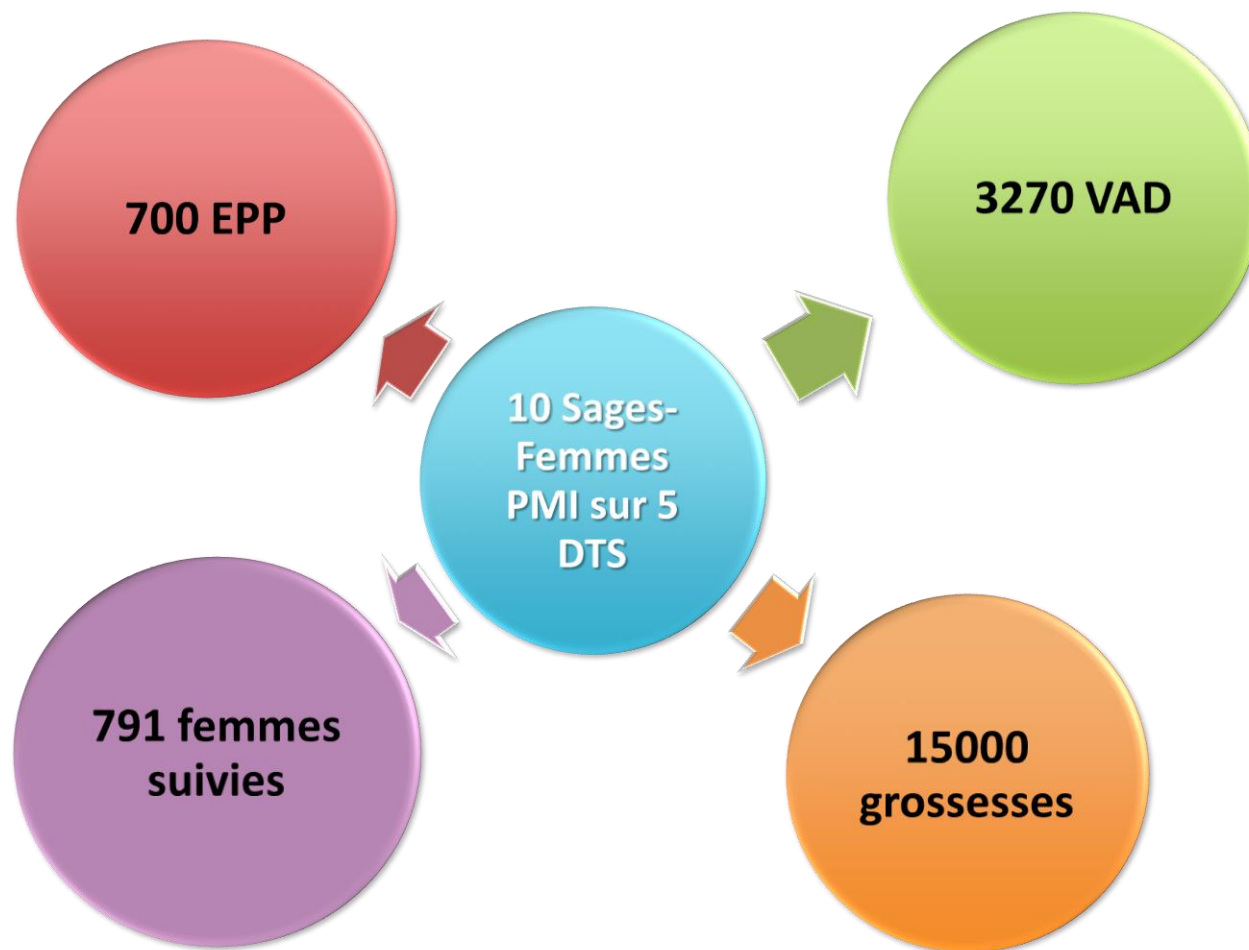 700 EPP
3270 VAD
10 Sages-
Femmes
PMI sur 5
DTS
791 femmes
suivies
15000
grossesses